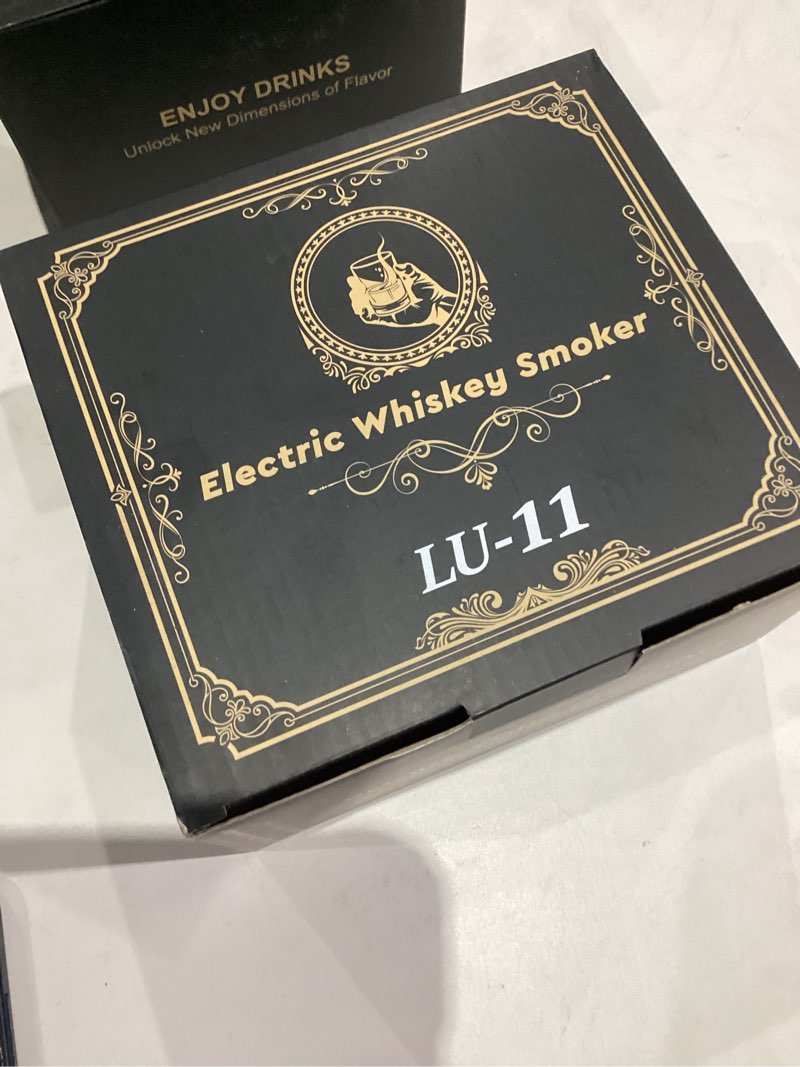 ENJOY DRINKS
Unlock New Dimensions of Flavor
Electric Whiskey Smoker
LU-11